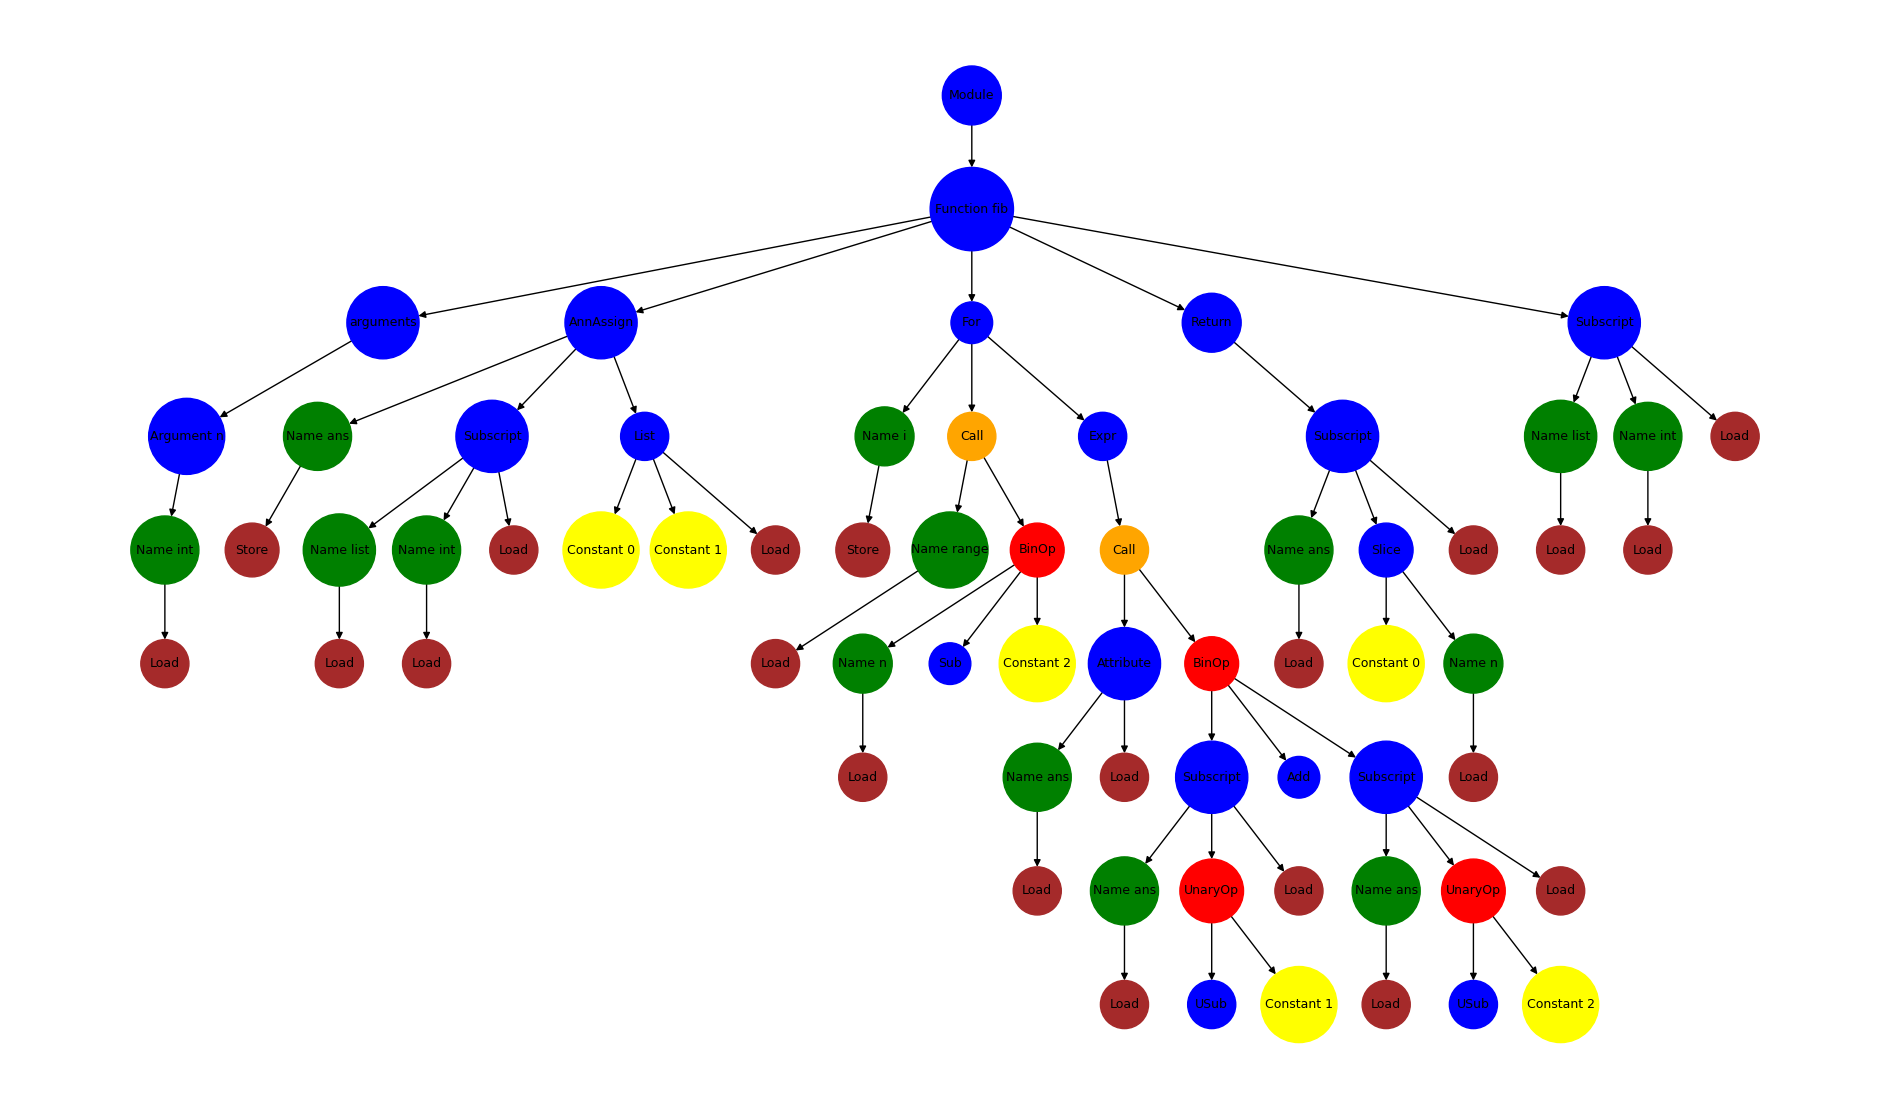 Module
Function fib
arguments
AnnAssign
For
Return
Subscript
Argument n
Name ans
Subscript
List
Name i
Call
Expr
Subscript
Name list
Name int
Load
Name int
Store
Name list
Name int
Load
Constant 0
Constant 1
Load
Store
Name range
BinOp
Call
Name ans
Slice
Load
Load
Load
Load
Load
Load
Load
Name n
Sub
Constant 2
Attribute
BinOp
Load
Constant 0
Name n
Load
Name ans
Load
Subscript
Add
Subscript
Load
Load
Name ans
UnaryOp
Load
Name ans
UnaryOp
Load
Load
USub
Constant 1
Load
USub
Constant 2